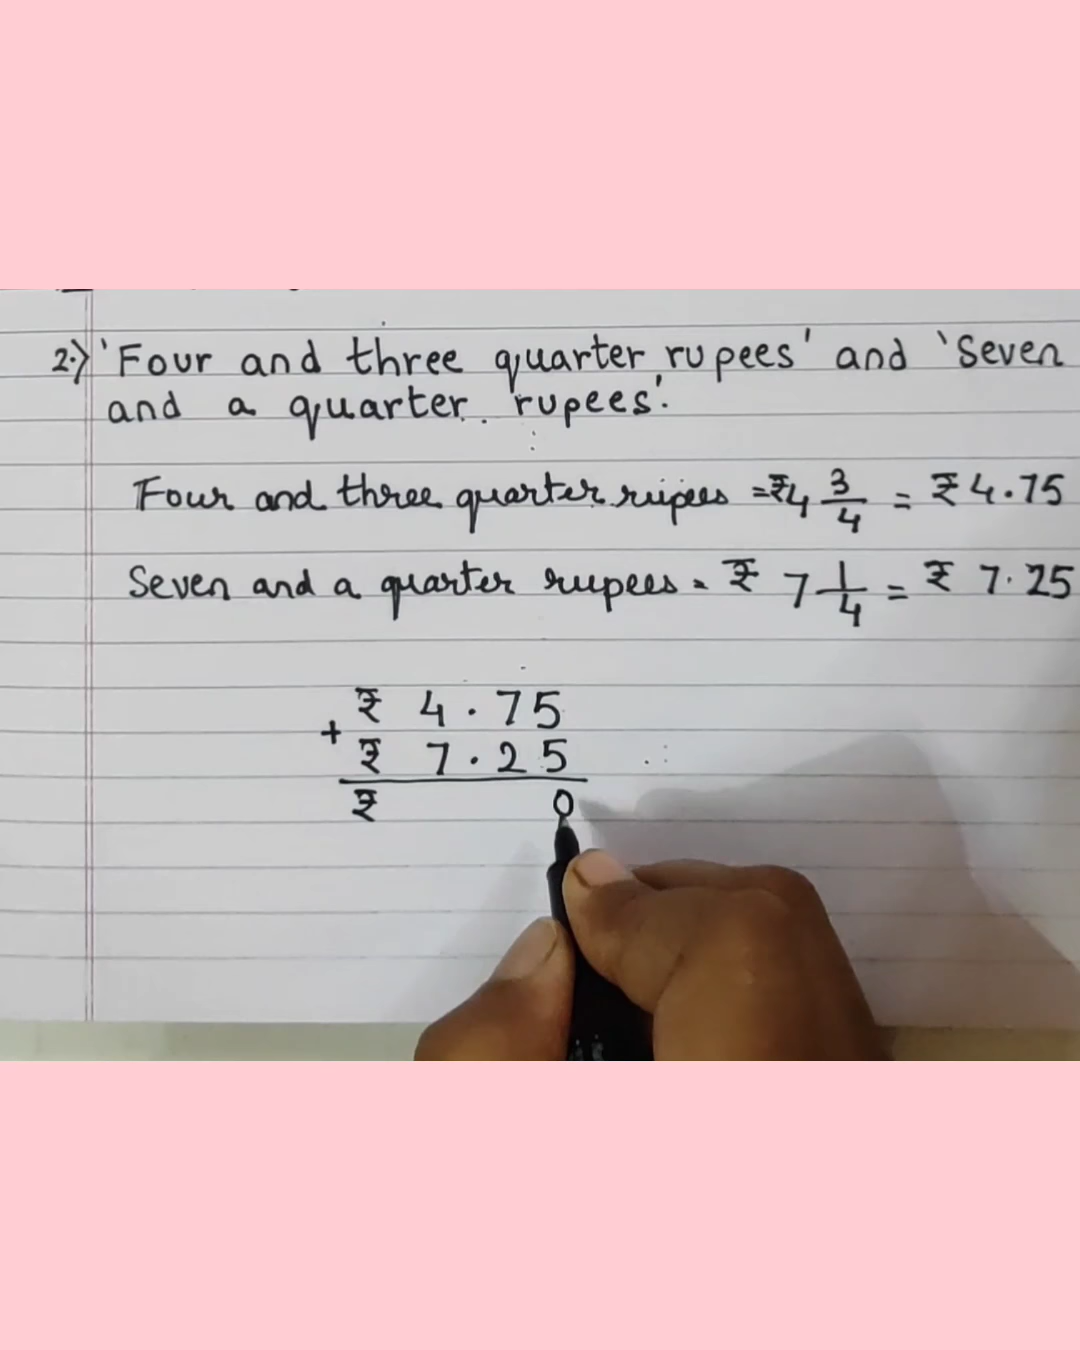 2.) 'Four and three quarter rupees' and 'Seven
and a quarter rupees'.
Four and three quarter rupees = ₹4 3/4 = ₹4.75
Seven and a quarter rupees = ₹ 7 1/4 = ₹ 7.25
₹ 4.75
+
₹ 7.25
₹ 0